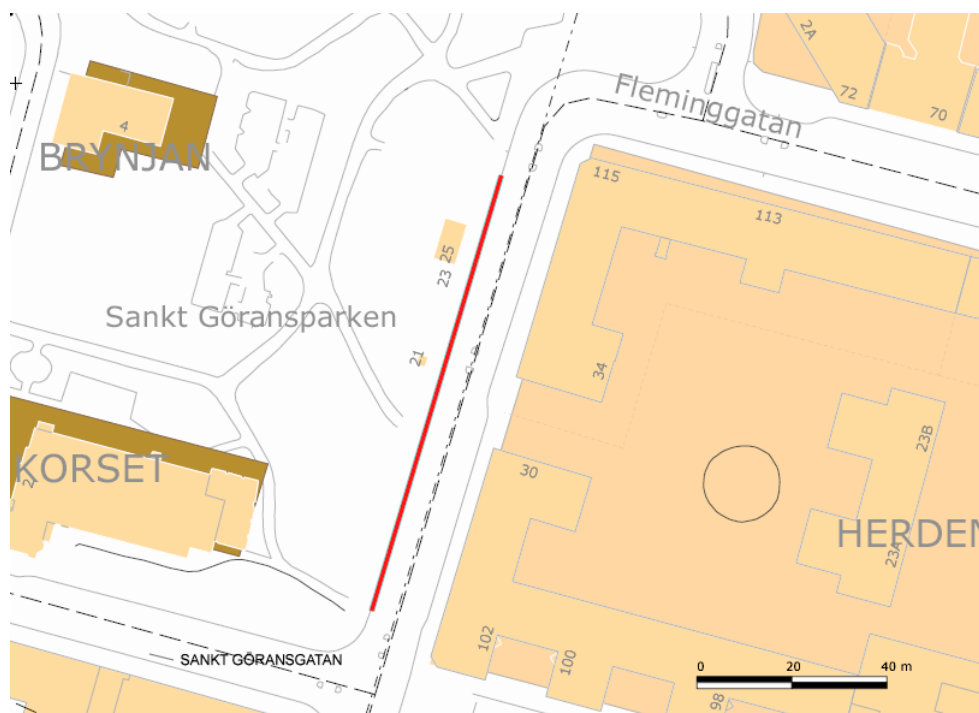 2A
72
70
Fleminggatan
4
BRYNJAN
115
113
25
23
Sankt Göransparken
21
34
23B
KORSET
21
30
HERDEN
23A
102
100
SANKT GÖRANSGATAN
0 20 40 m
98